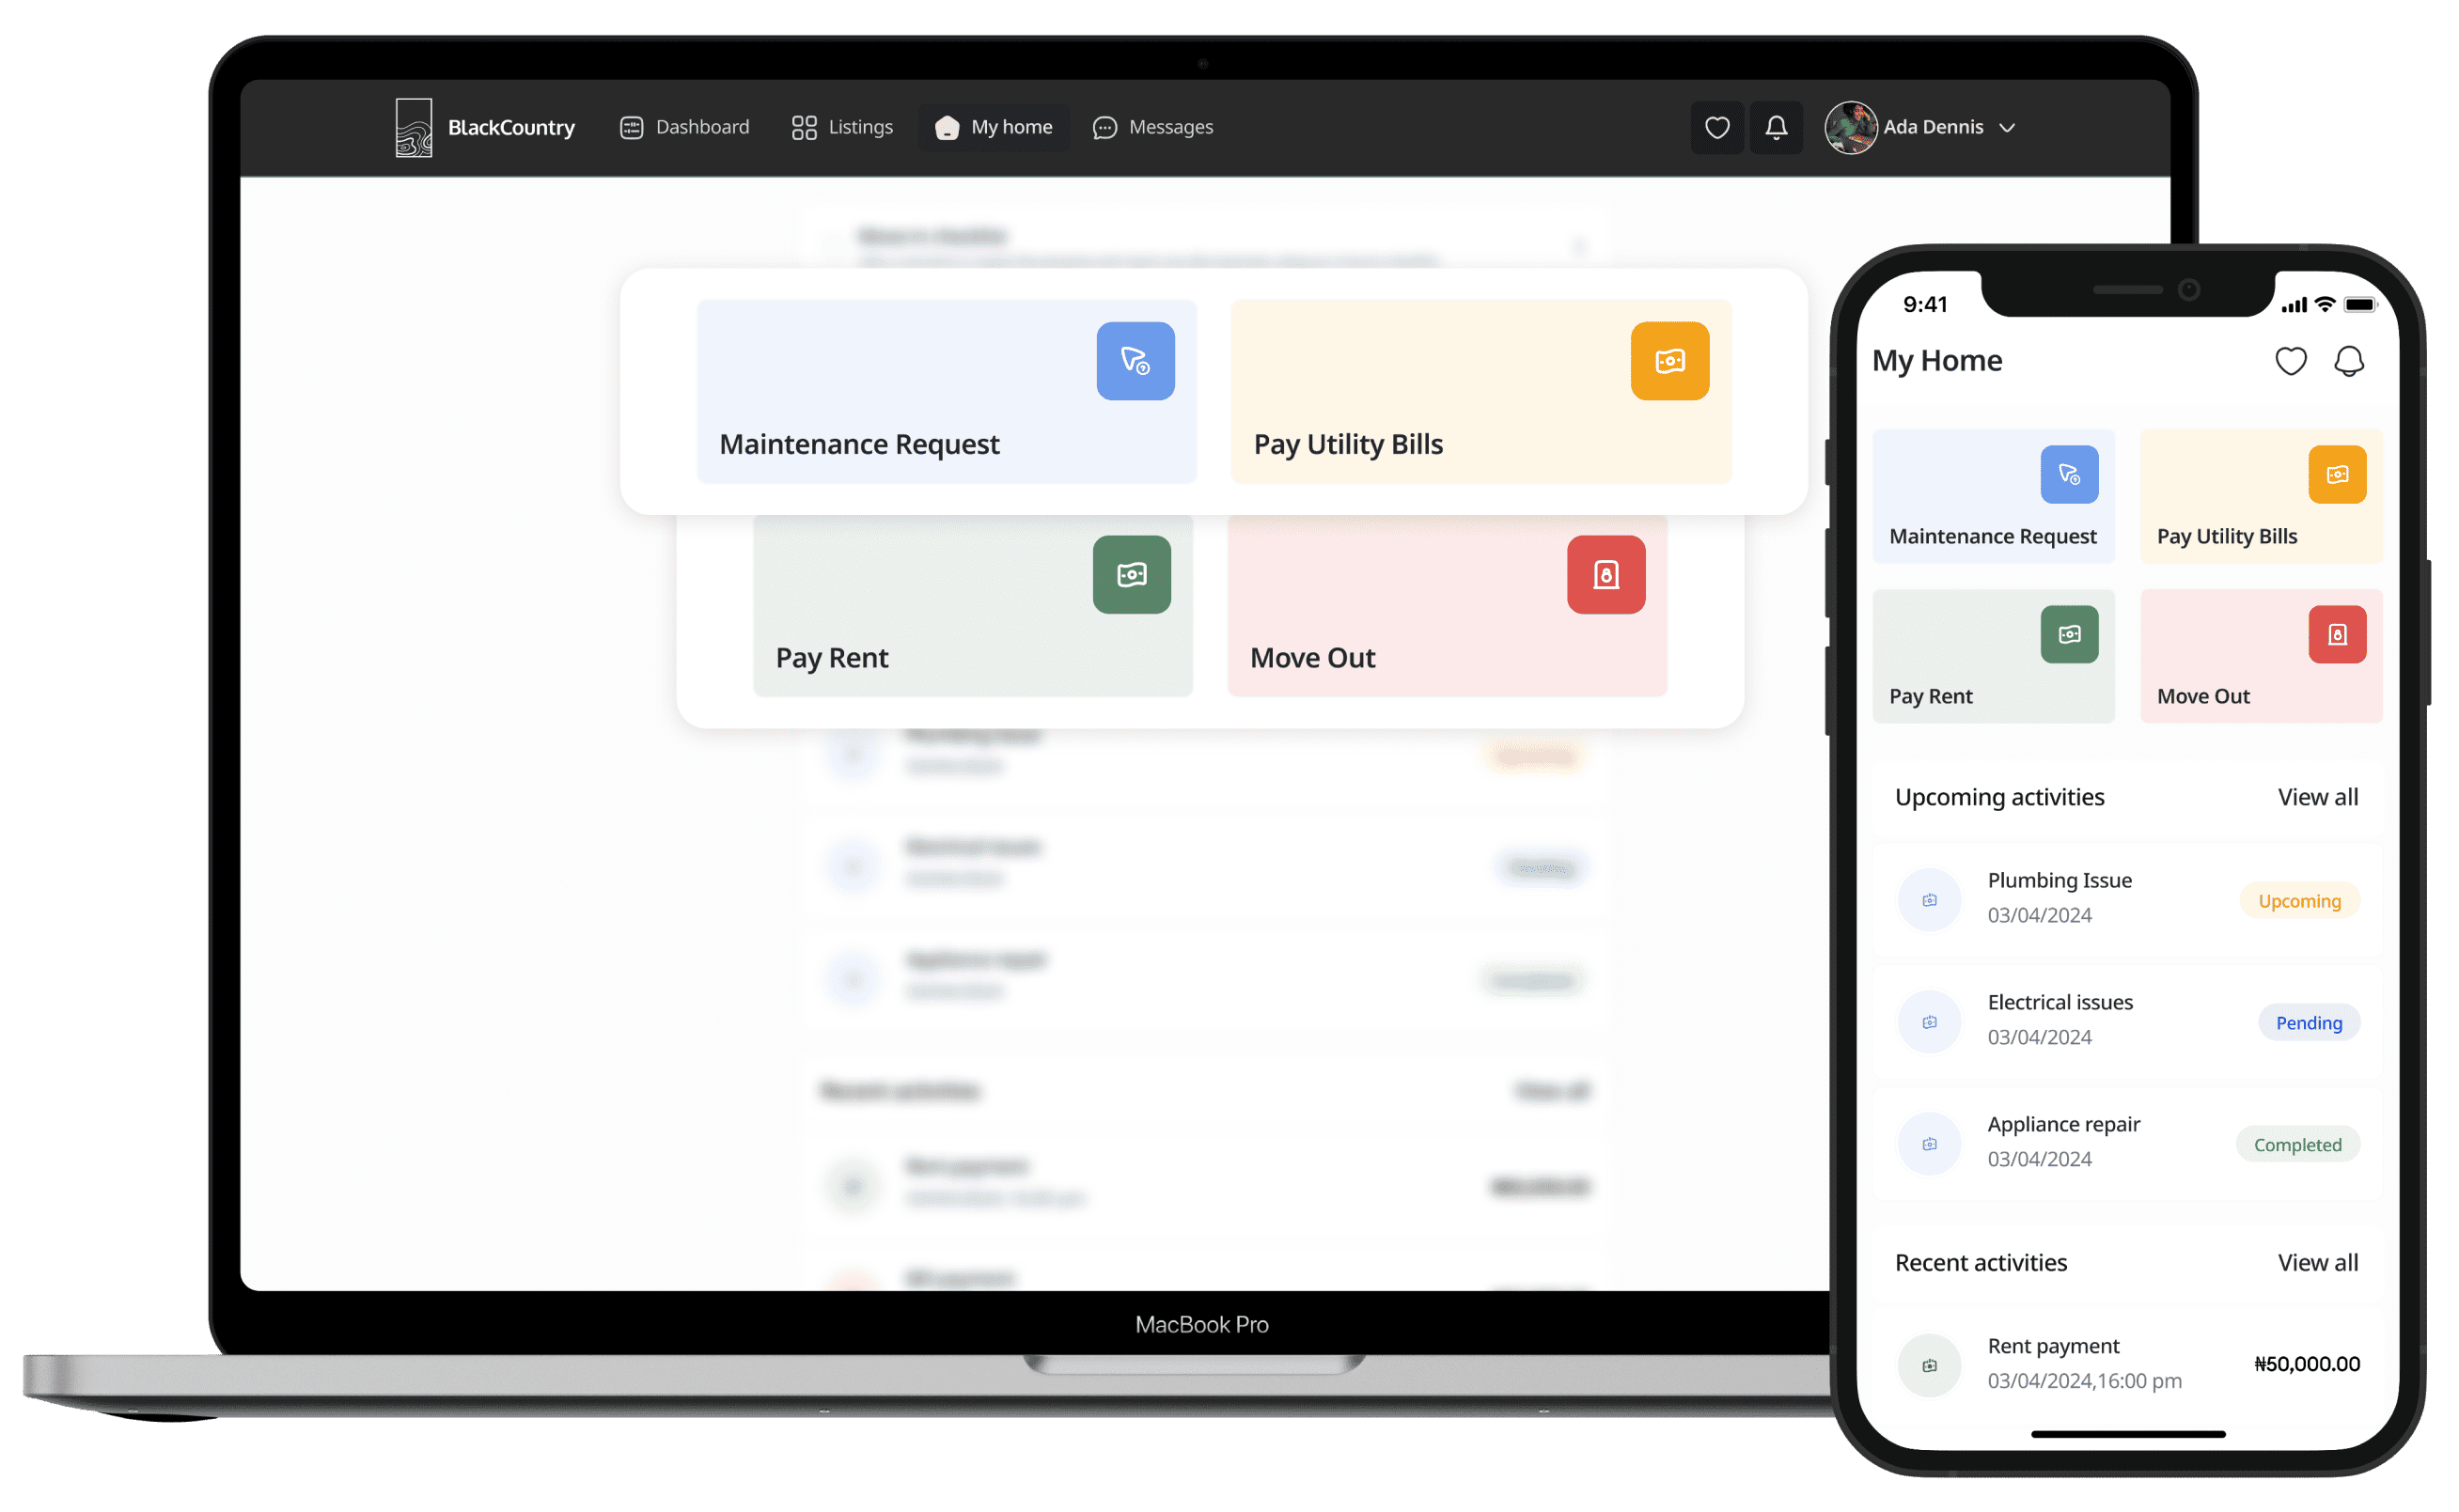 BlackCountry
Dashboard
Listings
My home
Messages
Ada Dennis
Maintenance Request
Pay Utility Bills
Pay Rent
Move Out
MacBook Pro
9:41
My Home
Maintenance Request
Pay Utility Bills
Pay Rent
Move Out
Upcoming activities
View all
Plumbing Issue
03/04/2024
Upcoming
Electrical issues
03/04/2024
Pending
Appliance repair
03/04/2024
Completed
Recent activities
View all
Rent payment
03/04/2024,16:00 pm
₦50,000.00